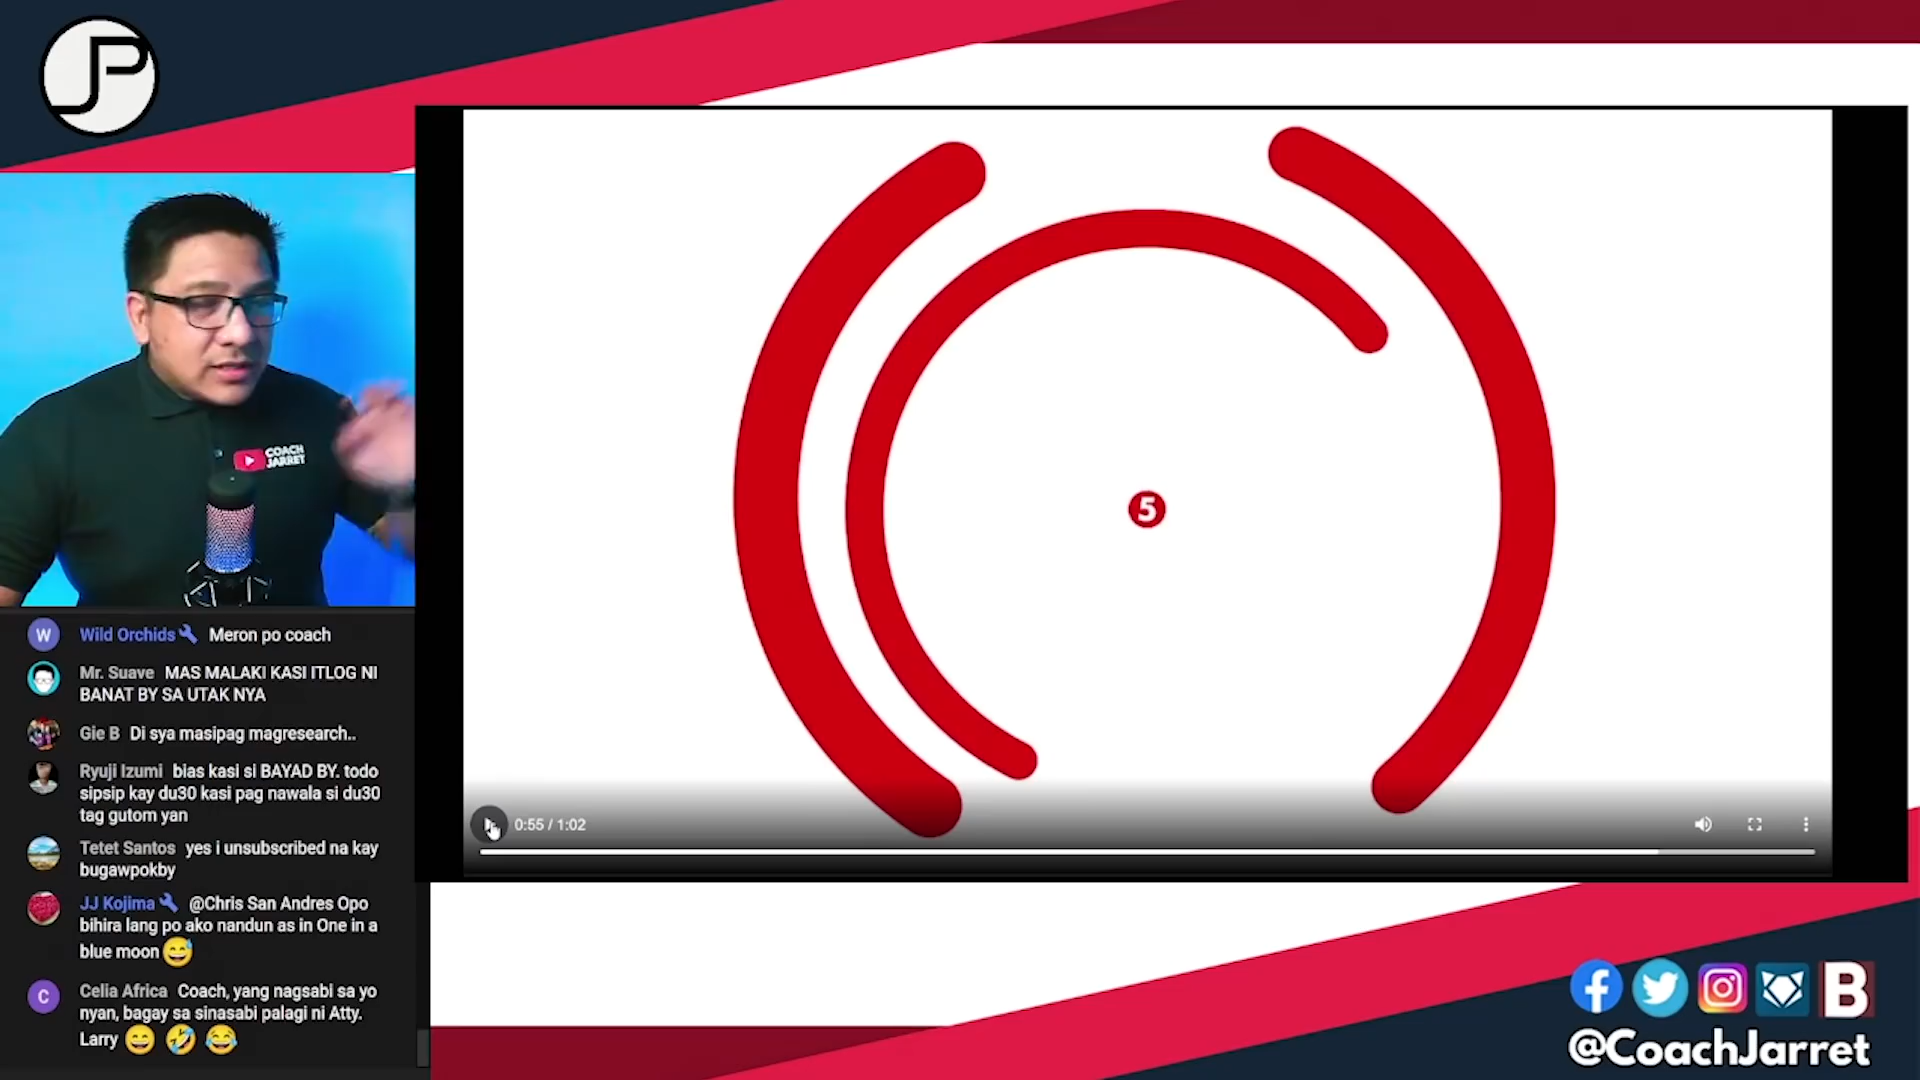 JP
COACH
JARRET
5
0:55 / 1:02
W Wild Orchids Meron po coach
Mr. Suave MAS MALAKI KASI ITLOG NI
BANAT BY SA UTAK NYA
Gie B Di sya masipag magresearch..
Ryuji Izumi bias kasi si BAYAD BY. todo
sipsip kay du30 kasi pag nawala si du30
tag gutom yan
Tetet Santos yes i unsubscribed na kay
bugawpokby
JJ Kojima @Chris San Andres Opo
bihira lang po ako nandun as in One in a
blue moon 😅
C Celia Africa Coach, yang nagsabi sa yo
nyan, bagay sa sinasabi palagi ni Atty.
Larry 😄 🤣 😂
B
@CoachJarret